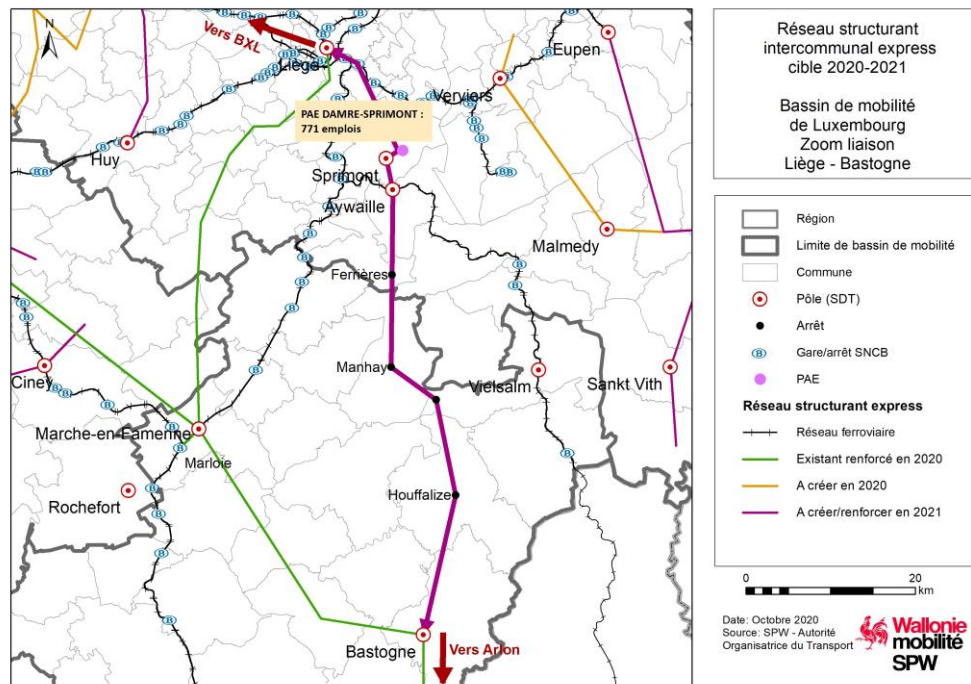 N
Vers BXL
Liège
Eupen
Verviers
PAE DAMRE-SPRIMONT :
771 emplois
Huy
Sprimont
Aywaille
Malmedy
Ferrières
Manhay
Vielsalm
Sankt Vith
Ciney
Marche-en-Famenne
Marloie
Rochefort
Houffalize
Bastogne
Vers Arlon
Réseau structurant
intercommunal express
cible 2020-2021
Bassin de mobilité
de Luxembourg
Zoom liaison
Liège - Bastogne
Région
Limite de bassin de mobilité
Commune
Pôle (SDT)
Arrêt
B Gare/arrêt SNCB
PAE
Réseau structurant express
Réseau ferroviaire
Existant renforcé en 2020
A créer en 2020
A créer/renforcer en 2021
0 20
km
Date: Octobre 2020
Source: SPW - Autorité
Organisatrice du Transport
Wallonie
mobilité
SPW